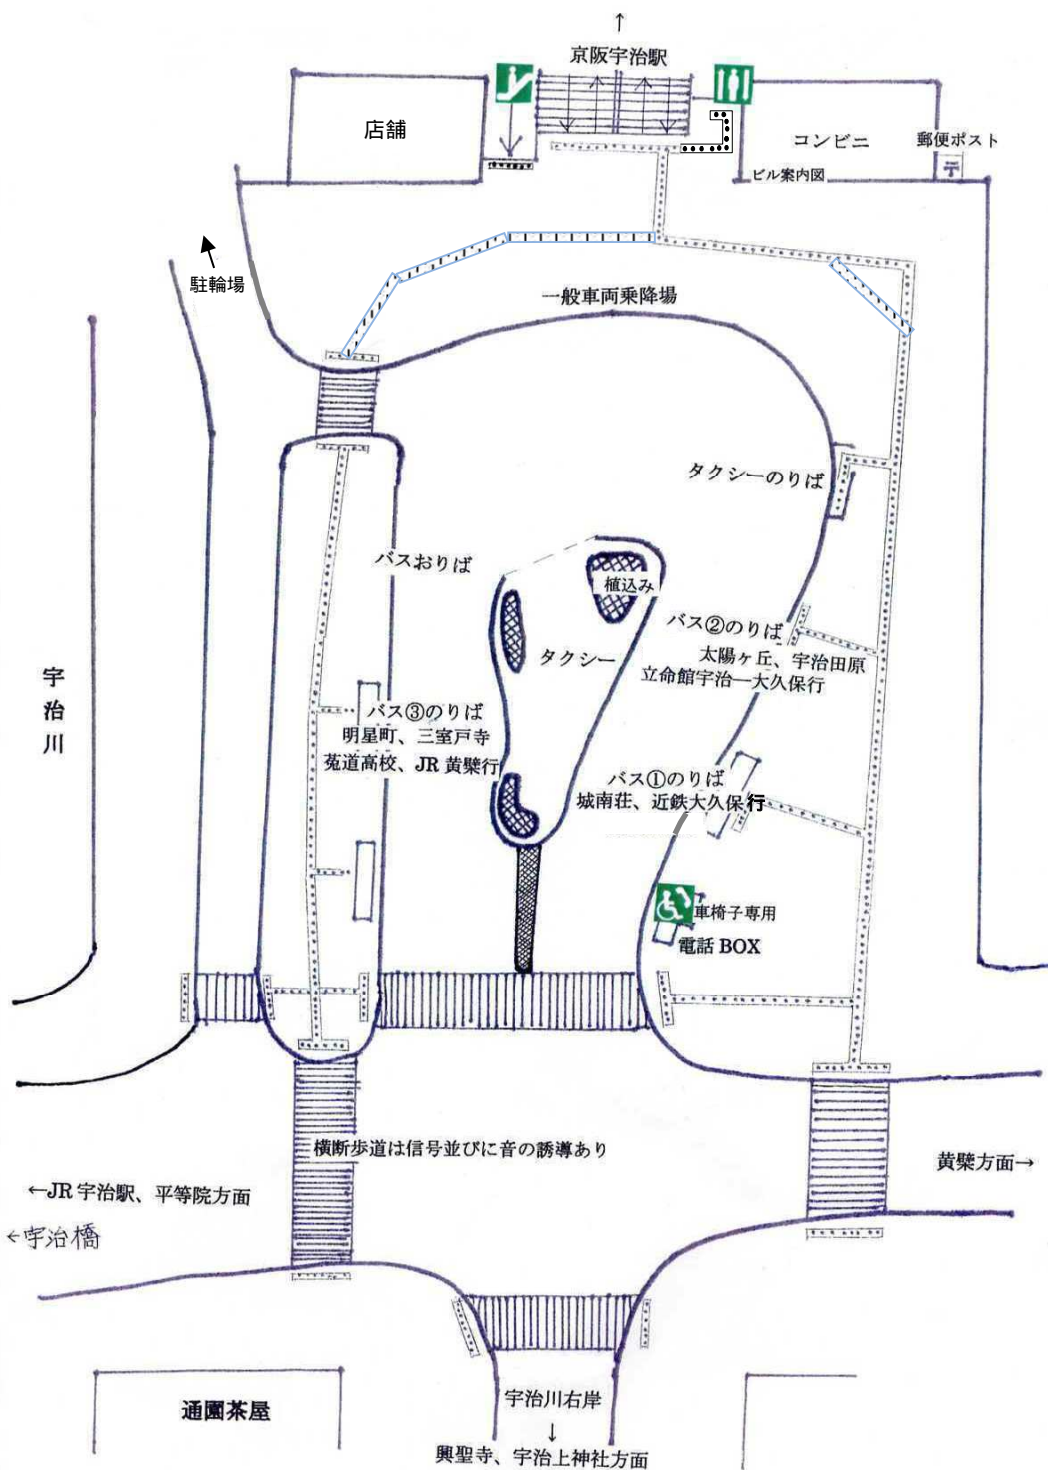 ↑
京阪宇治駅
店舗
コンビニ
郵便ポスト
〒
ビル案内図
駐輪場
一般車両乗降場
タクシーのりば
バスおりば
植込み
バス②のりば
太陽ヶ丘、宇治田原
立命館宇治―大久保行
タクシー
宇治川
バス③のりば
明星町、三室戸寺
莵道高校、JR 黄檗行
バス①のりば
城南荘、近鉄大久保行
車椅子専用
電話 BOX
横断歩道は信号並びに音の誘導あり
黄檗方面→
←JR 宇治駅、平等院方面
←宇治橋
通圓茶屋
宇治川右岸
↓
興聖寺、宇治上神社方面